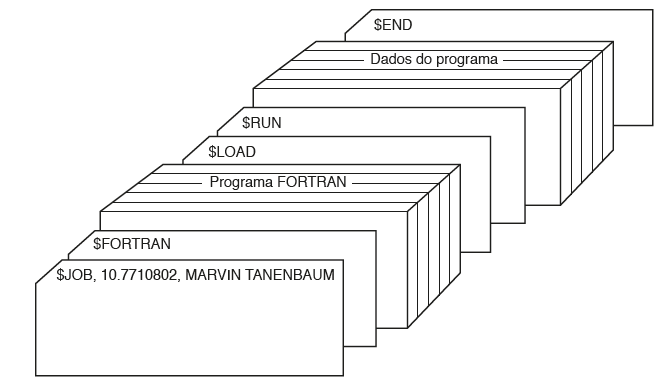 $END
Dados do programa
$RUN
$LOAD
Programa FORTRAN
$FORTRAN
$JOB, 10.7710802, MARVIN TANENBAUM